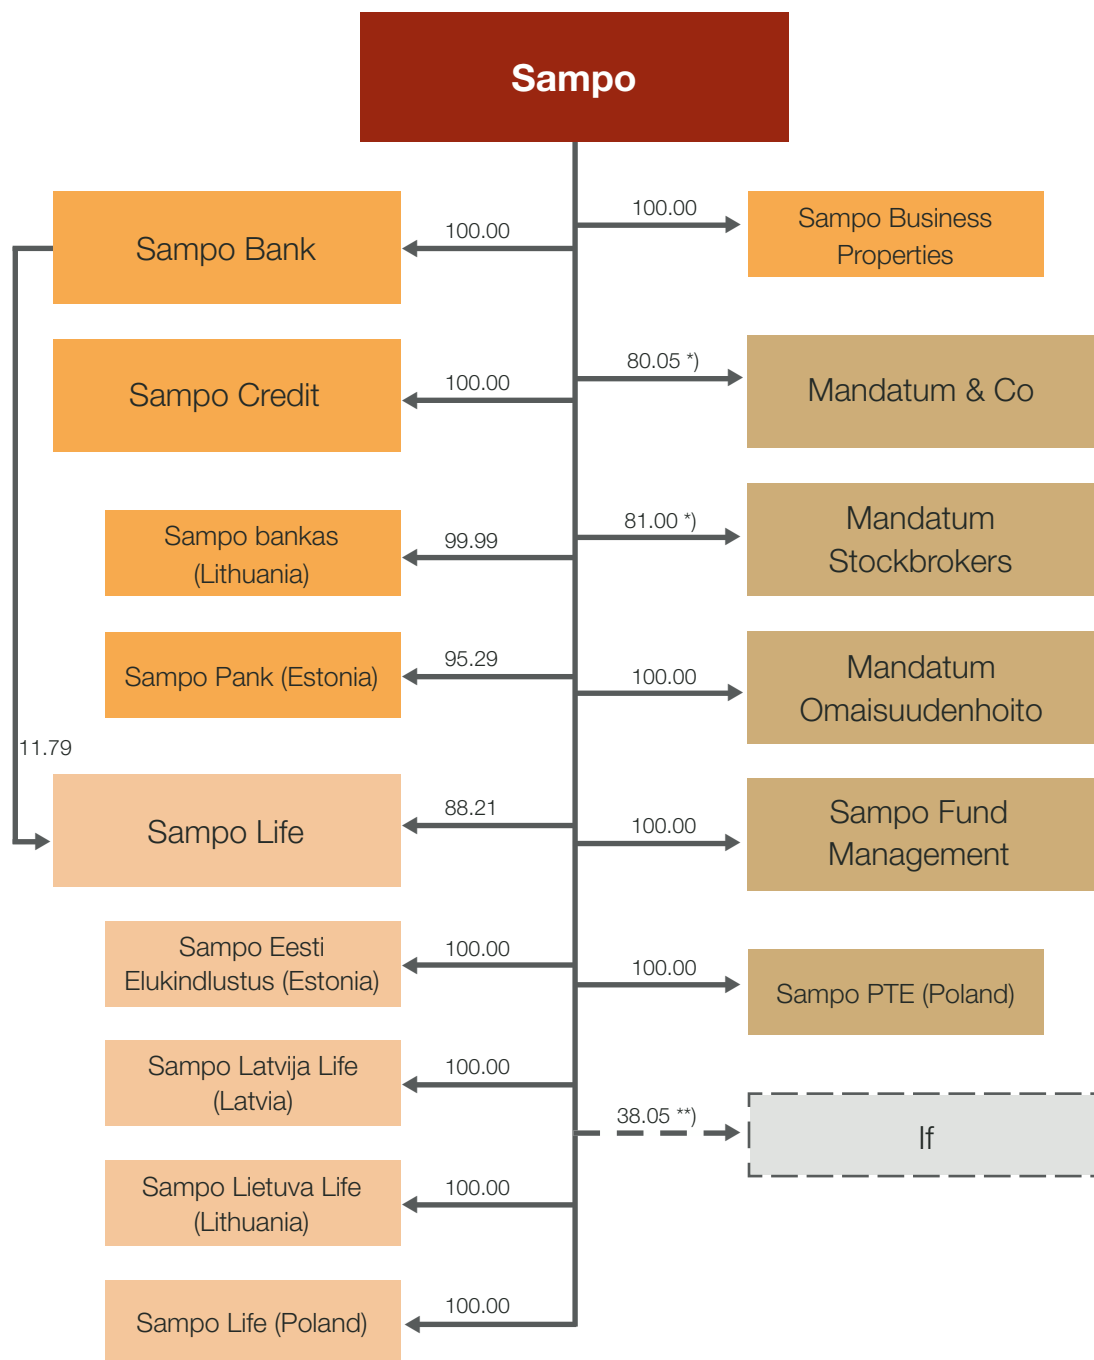 Sampo
100.00
Sampo Bank
100.00
Sampo Business
Properties
100.00
Sampo Credit
80.05 *)
Mandatum & Co
99.99
Sampo bankas
(Lithuania)
81.00 *)
Mandatum
Stockbrokers
95.29
Sampo Pank (Estonia)
100.00
Mandatum
Omaisuudenhoito
11.79
88.21
Sampo Life
100.00
Sampo Fund
Management
100.00
Sampo Eesti
Elukindlustus (Estonia)
100.00
Sampo PTE (Poland)
100.00
Sampo Latvija Life
(Latvia)
38.05 **)
If
100.00
Sampo Lietuva Life
(Lithuania)
100.00
Sampo Life (Poland)